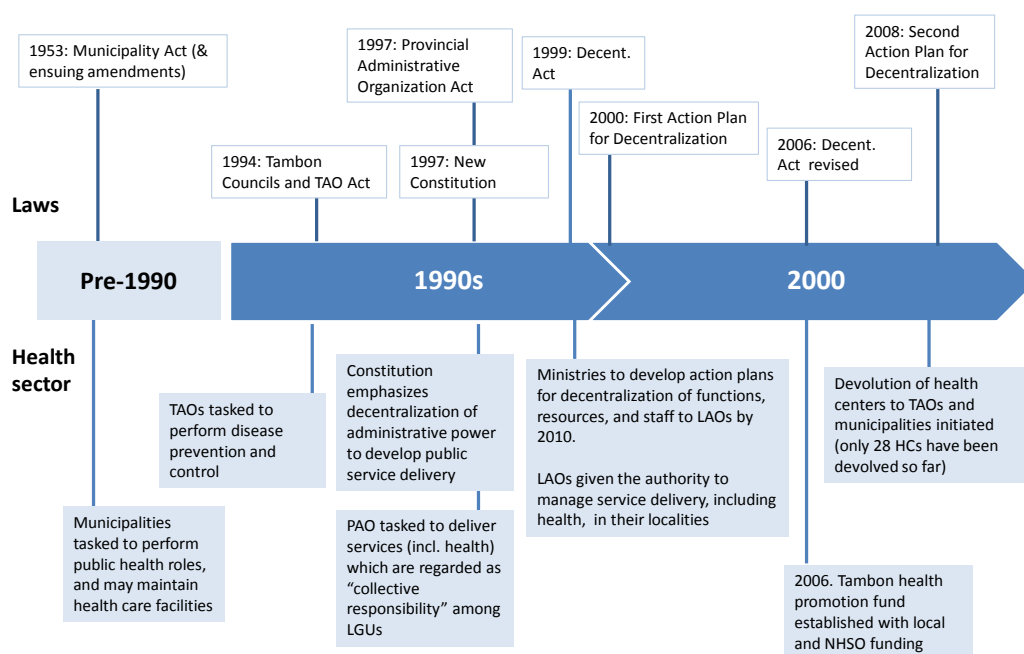 1953: Municipality Act (&
ensuing amendments)
1997: Provincial
Administrative
Organization Act
1999: Decent.
Act
2008: Second
Action Plan for
Decentralization
1994: Tambon
Councils and TAO Act
1997: New
Constitution
2000: First Action Plan
for Decentralization
2006: Decent.
Act revised
Laws
Pre-1990
1990s
2000
Health
sector
TAOs tasked to
perform disease
prevention and
control
Constitution
emphasizes
decentralization of
administrative power
to develop public
service delivery
Ministries to develop action plans
for decentralization of functions,
resources, and staff to LAOs by
2010.
LAOs given the authority to
manage service delivery, including
health, in their localities
Devolution of health
centers to TAOs and
municipalities initiated
(only 28 HCs have been
devolved so far)
Municipalities
tasked to perform
public health roles,
and may maintain
health care facilities
PAO tasked to deliver
services (incl. health)
which are regarded as
“collective
responsibility” among
LGUs
2006. Tambon health
promotion fund
established with local
and NHSO funding